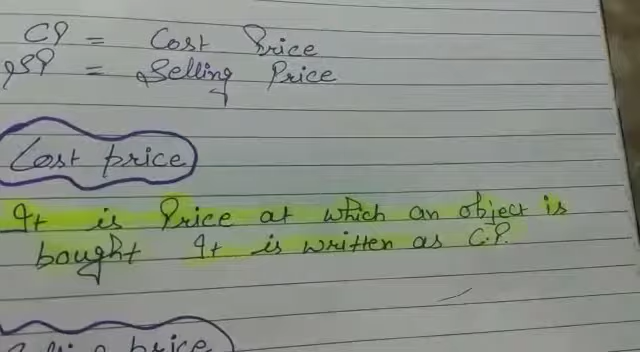 CP = Cost Price
SP = Selling Price
Cost price
It is Price at which an object is
bought It is written as C.P.
price